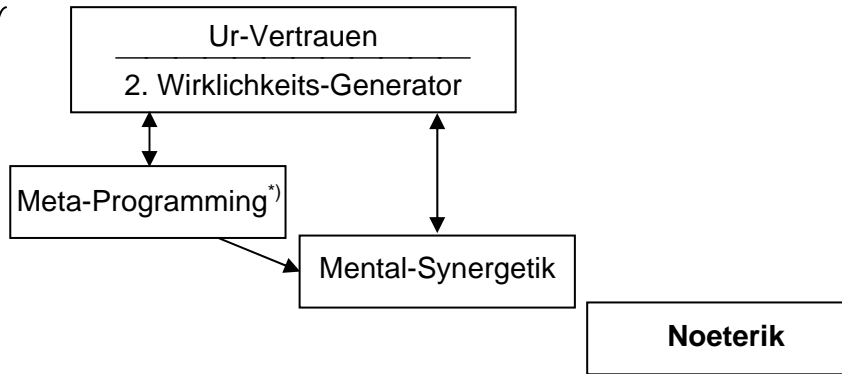 Ur-Vertrauen
2. Wirklichkeits-Generator
Meta-Programming*)
Mental-Synergetik
Noeterik